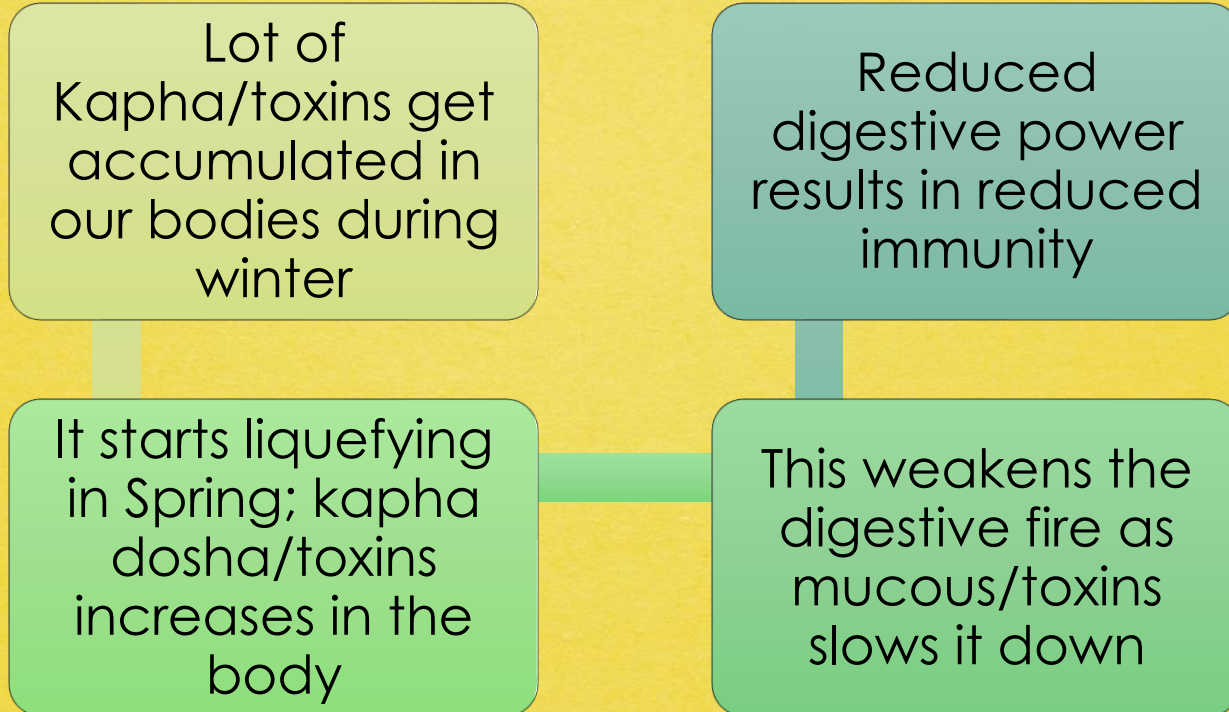 Lot of
Kapha/toxins get
accumulated in
our bodies during
winter
It starts liquefying
in Spring; kapha
dosha/toxins
increases in the
body
This weakens the
digestive fire as
mucous/toxins
slows it down
Reduced
digestive power
results in reduced
immunity